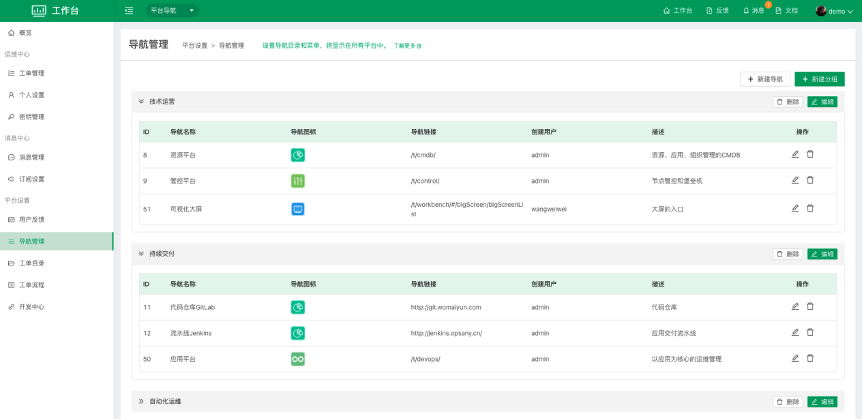 工作台
平台导航
工作台
反馈
消息
1
文档
demo
概览
运维中心
工单管理
个人设置
密钥管理
消息中心
消息管理
订阅设置
平台设置
用户反馈
导航管理
工单目录
工单流程
开发中心
导航管理 平台设置 > 导航管理 设置导航目录和菜单，将显示在所有平台中。 了解更多
+ 新建导航 + 新建分组
技术运营 删除 编辑
ID 导航名称 导航图标 导航链接 创建用户 描述 操作
8 资源平台 /t/cmdb/ admin 资源、应用、组织管理的CMDB
9 管控平台 /t/control/ admin 节点管控和堡垒机
51 可视化大屏 /t/workbench/#/bigScreen/bigScreenLi
st wangweiwei 大屏的入口
持续交付 删除 编辑
ID 导航名称 导航图标 导航链接 创建用户 描述 操作
11 代码仓库GitLab http://git.womaiyun.com admin 代码仓库
12 流水线Jenkins http://jenkins.opsany.cn/ admin 应用交付流水线
50 应用平台 /t/devops/ admin 以应用为核心的运维管理
自动化运维 删除 编辑